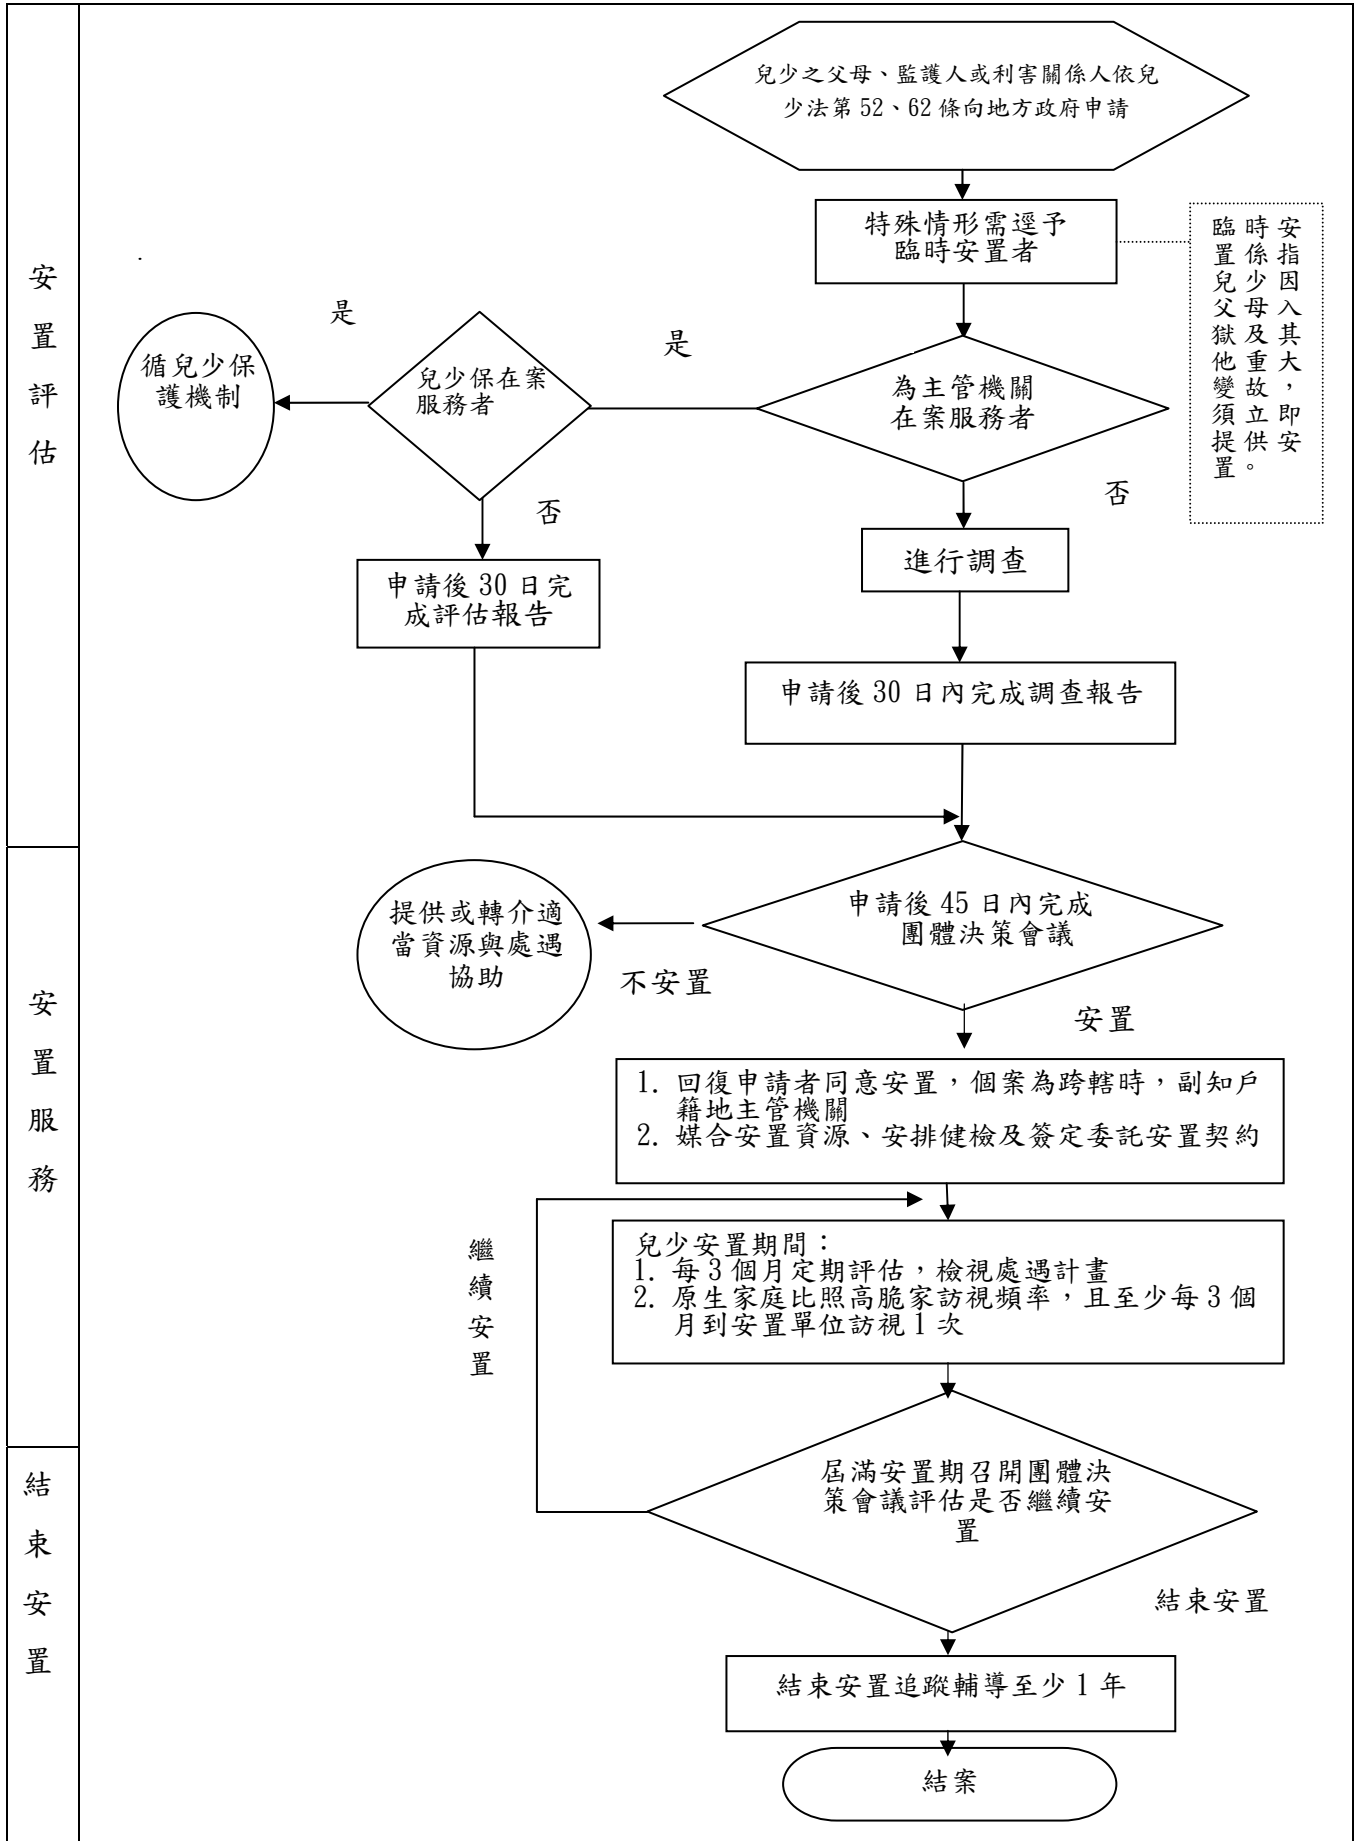 安
置
評
估
兒少之父母、監護人或利害關係人依兒
少法第 52、62 條向地方政府申請
特殊情形需逕予
臨時安置者
臨時安
置係指
兒少因
父母入
獄及其
他重大
變故，
須立即
提供安
置。
是
是
循兒少保
護機制
兒少保在案
服務者
為主管機關
在案服務者
否
否
進行調查
申請後 30 日完
成評估報告
申請後 30 日內完成調查報告
安
置
服
務
申請後 45 日內完成
團體決策會議
提供或轉介適
當資源與處遇
協助
不安置
安置
1. 回復申請者同意安置，個案為跨轄時，副知戶
籍地主管機關
2. 媒合安置資源、安排健檢及簽定委託安置契約
繼
續
安
置
兒少安置期間：
1. 每 3 個月定期評估，檢視處遇計畫
2. 原生家庭比照高脆家訪視頻率，且至少每 3 個
月到安置單位訪視 1 次
結
束
安
置
屆滿安置期召開團體決
策會議評估是否繼續安
置
結束安置
結束安置追蹤輔導至少 1 年
結案